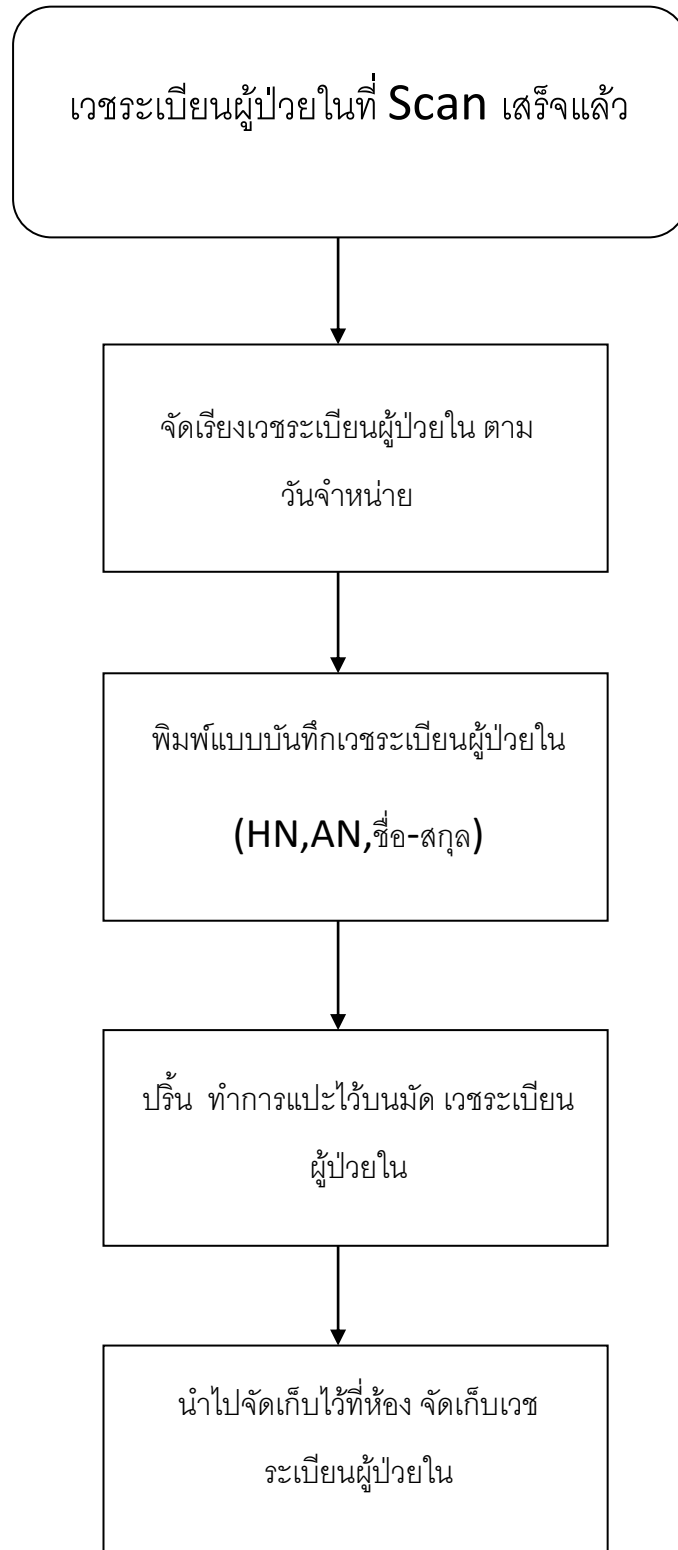 เวชระเบียนผู้ป่วยในที่ Scan เสร็จแล้ว
จัดเรียงเวชระเบียนผู้ป่วยใน ตาม
วันจำหน่าย
พิมพ์แบบบันทึกเวชระเบียนผู้ป่วยใน
(HN,AN,ชื่อ-สกุล)
ปริ้น ทำการแปะไว้บนมัด เวชระเบียน
ผู้ป่วยใน
นำไปจัดเก็บไว้ที่ห้อง จัดเก็บเวช
ระเบียนผู้ป่วยใน